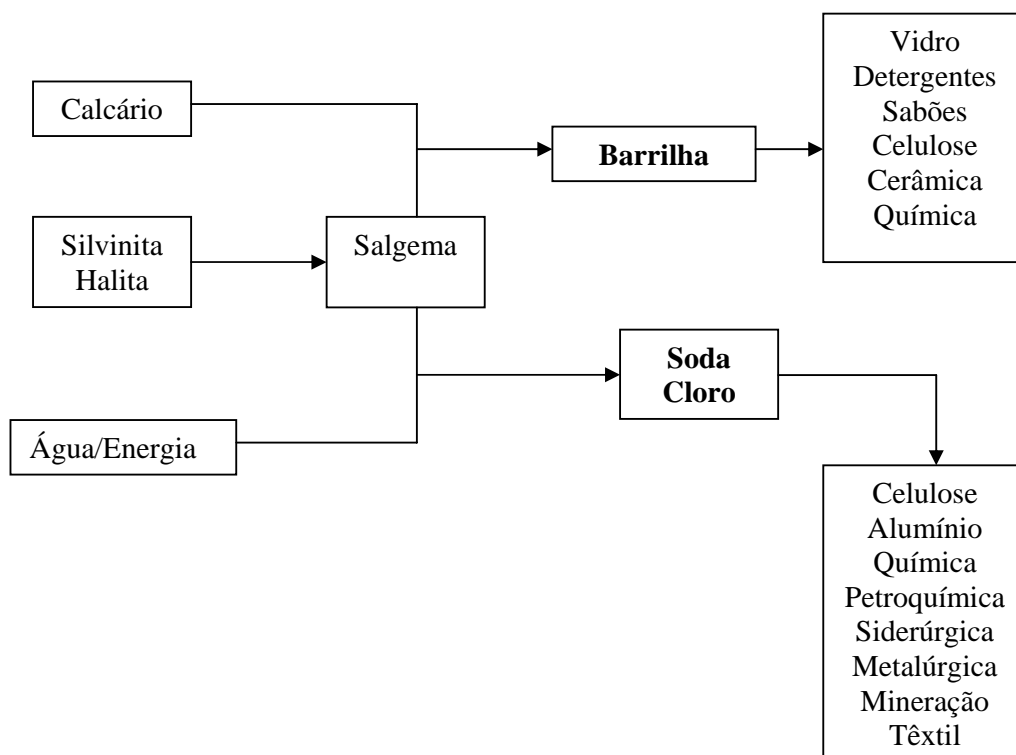 Calcário
Silvinita
Halita
Água/Energia
Salgema
Barrilha
Vidro
Detergentes
Sabões
Celulose
Cerâmica
Química
Soda
Cloro
Celulose
Alumínio
Química
Petroquímica
Siderúrgica
Metalúrgica
Mineração
Têxtil